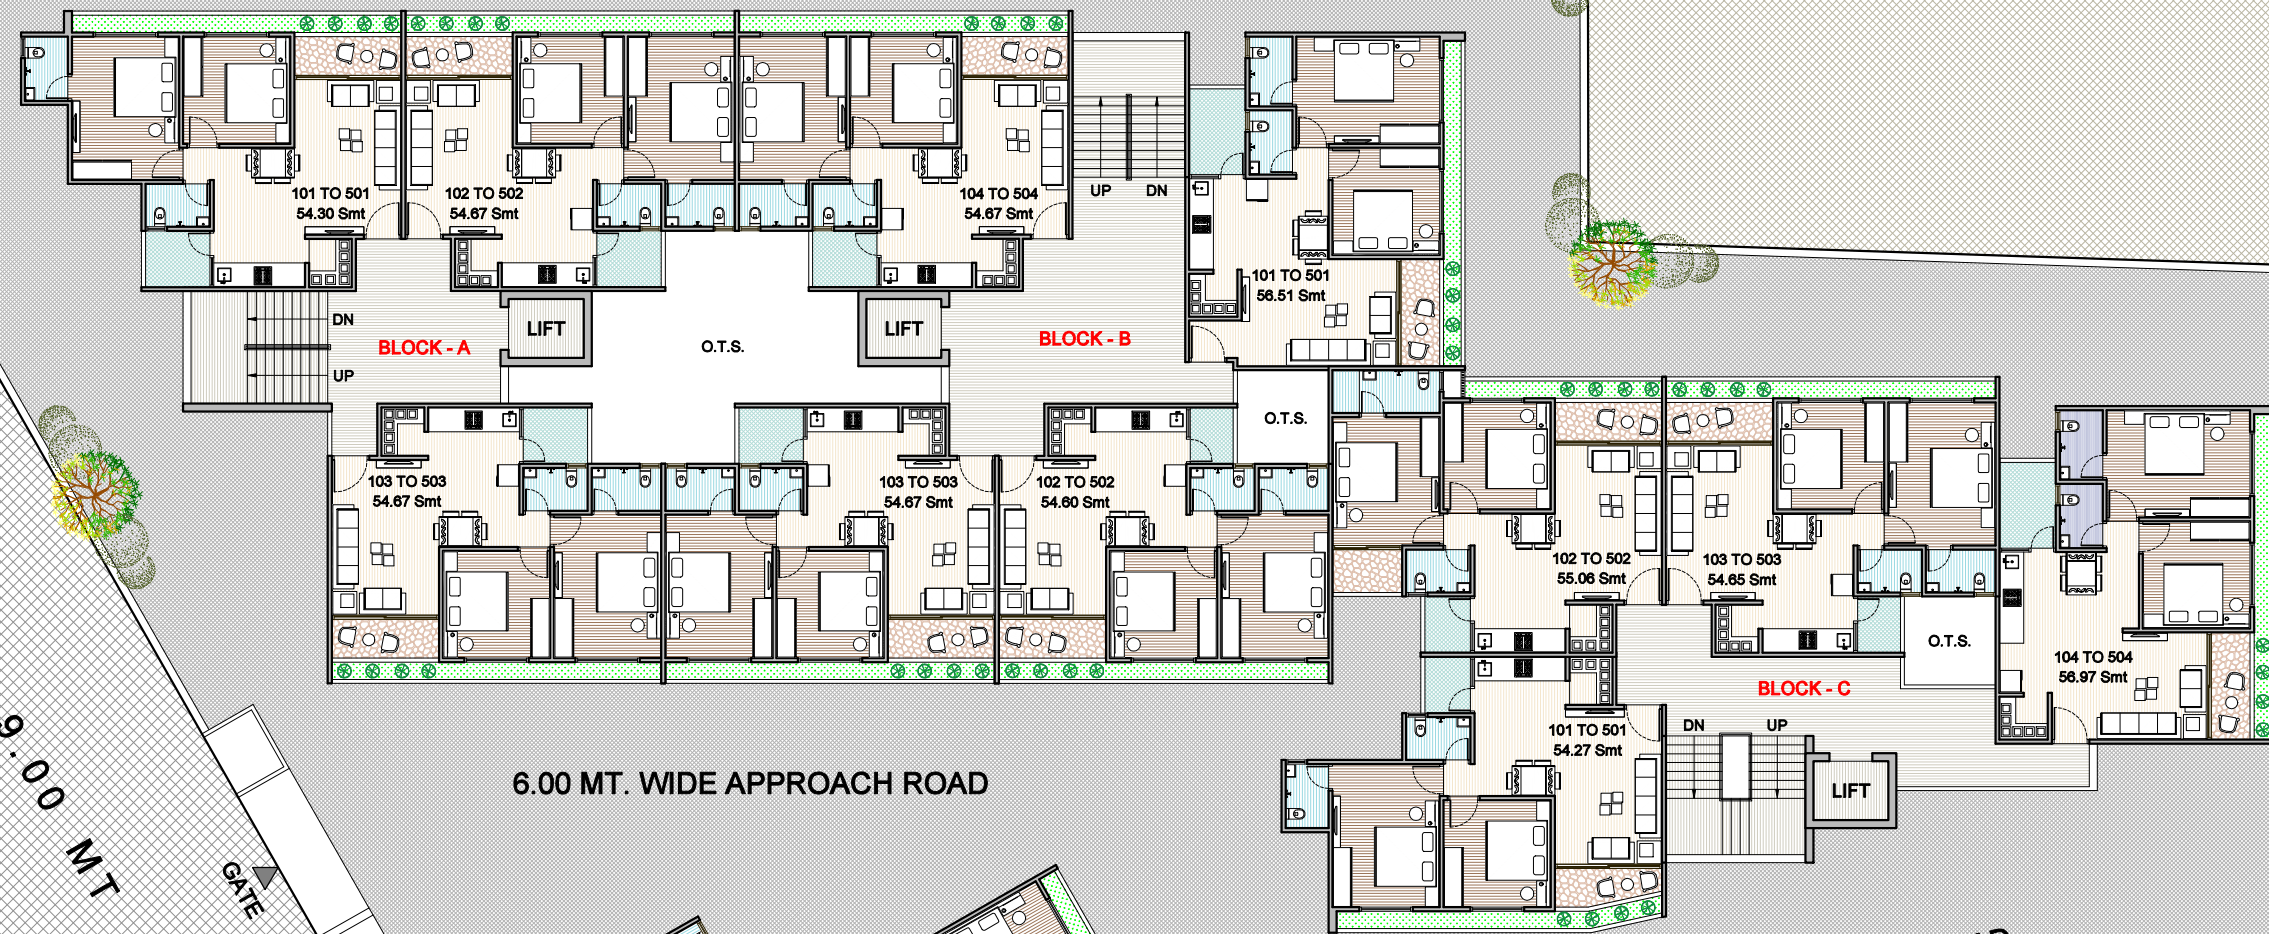 101 TO 501
54.30 Smt
102 TO 502
54.67 Smt
104 TO 504
54.67 Smt
UP
DN
101 TO 501
56.51 Smt
DN
UP
BLOCK - A
LIFT
O.T.S.
LIFT
BLOCK - B
O.T.S.
103 TO 503
54.67 Smt
103 TO 503
54.67 Smt
102 TO 502
54.60 Smt
102 TO 502
55.06 Smt
103 TO 503
54.65 Smt
O.T.S.
104 TO 504
56.97 Smt
BLOCK - C
101 TO 501
54.27 Smt
DN
UP
LIFT
6.00 MT. WIDE APPROACH ROAD
9.00 MT
GATE